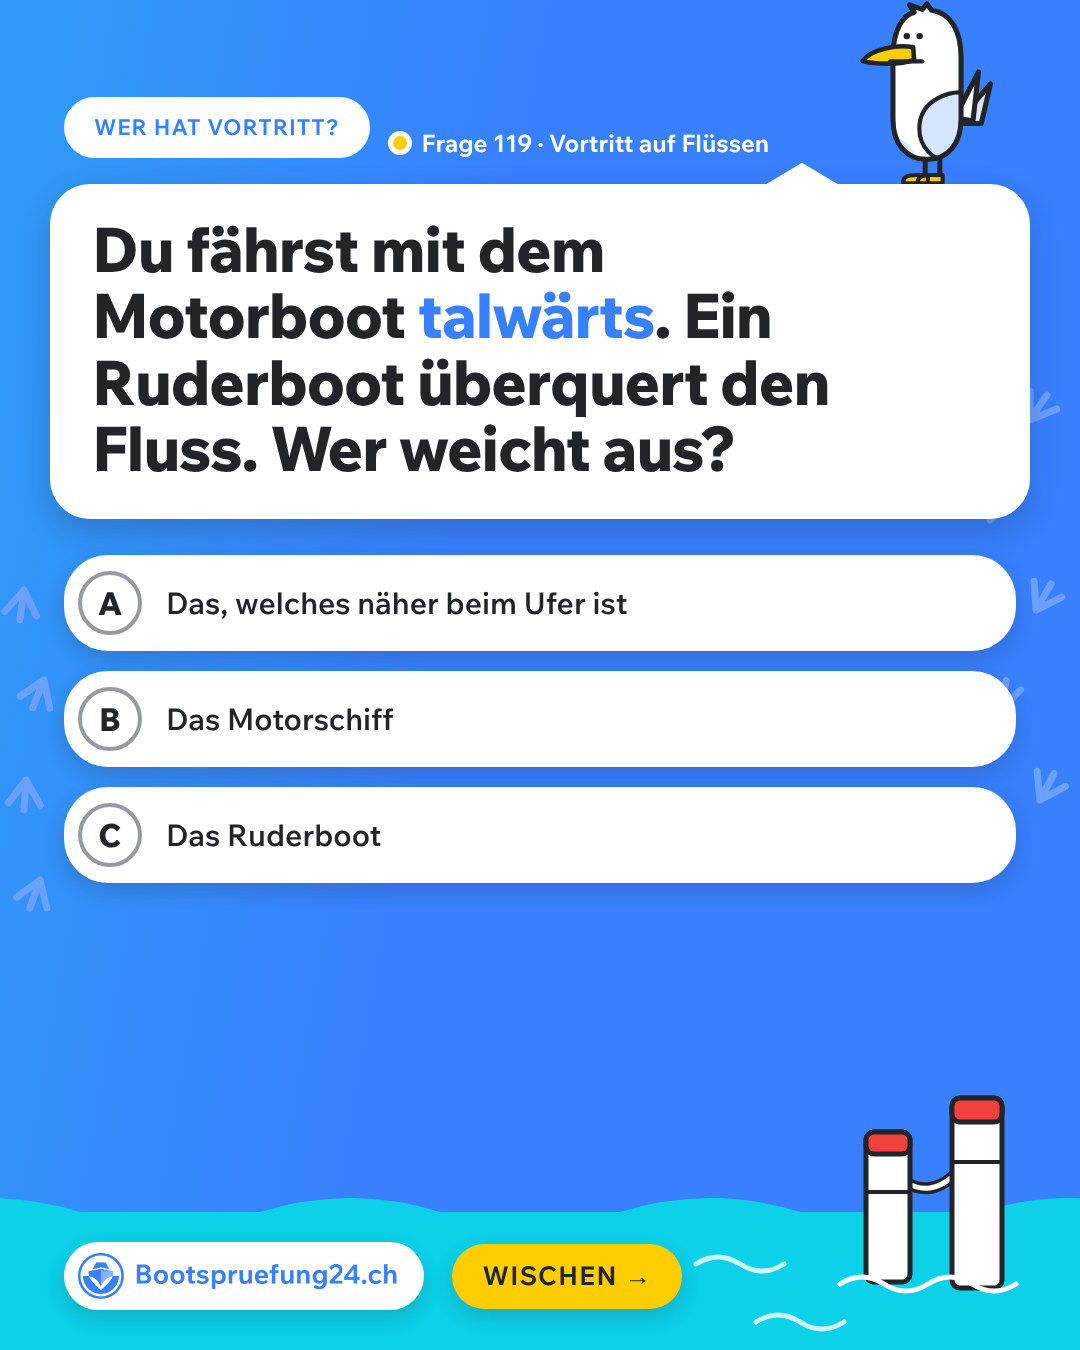 WER HAT VORTRITT?
Frage 119 · Vortritt auf Flüssen
Du fährst mit dem
Motorboot talwärts. Ein
Ruderboot überquert den
Fluss. Wer weicht aus?
A Das, welches näher beim Ufer ist
B Das Motorschiff
C Das Ruderboot
Bootspruefung24.ch
WISCHEN →